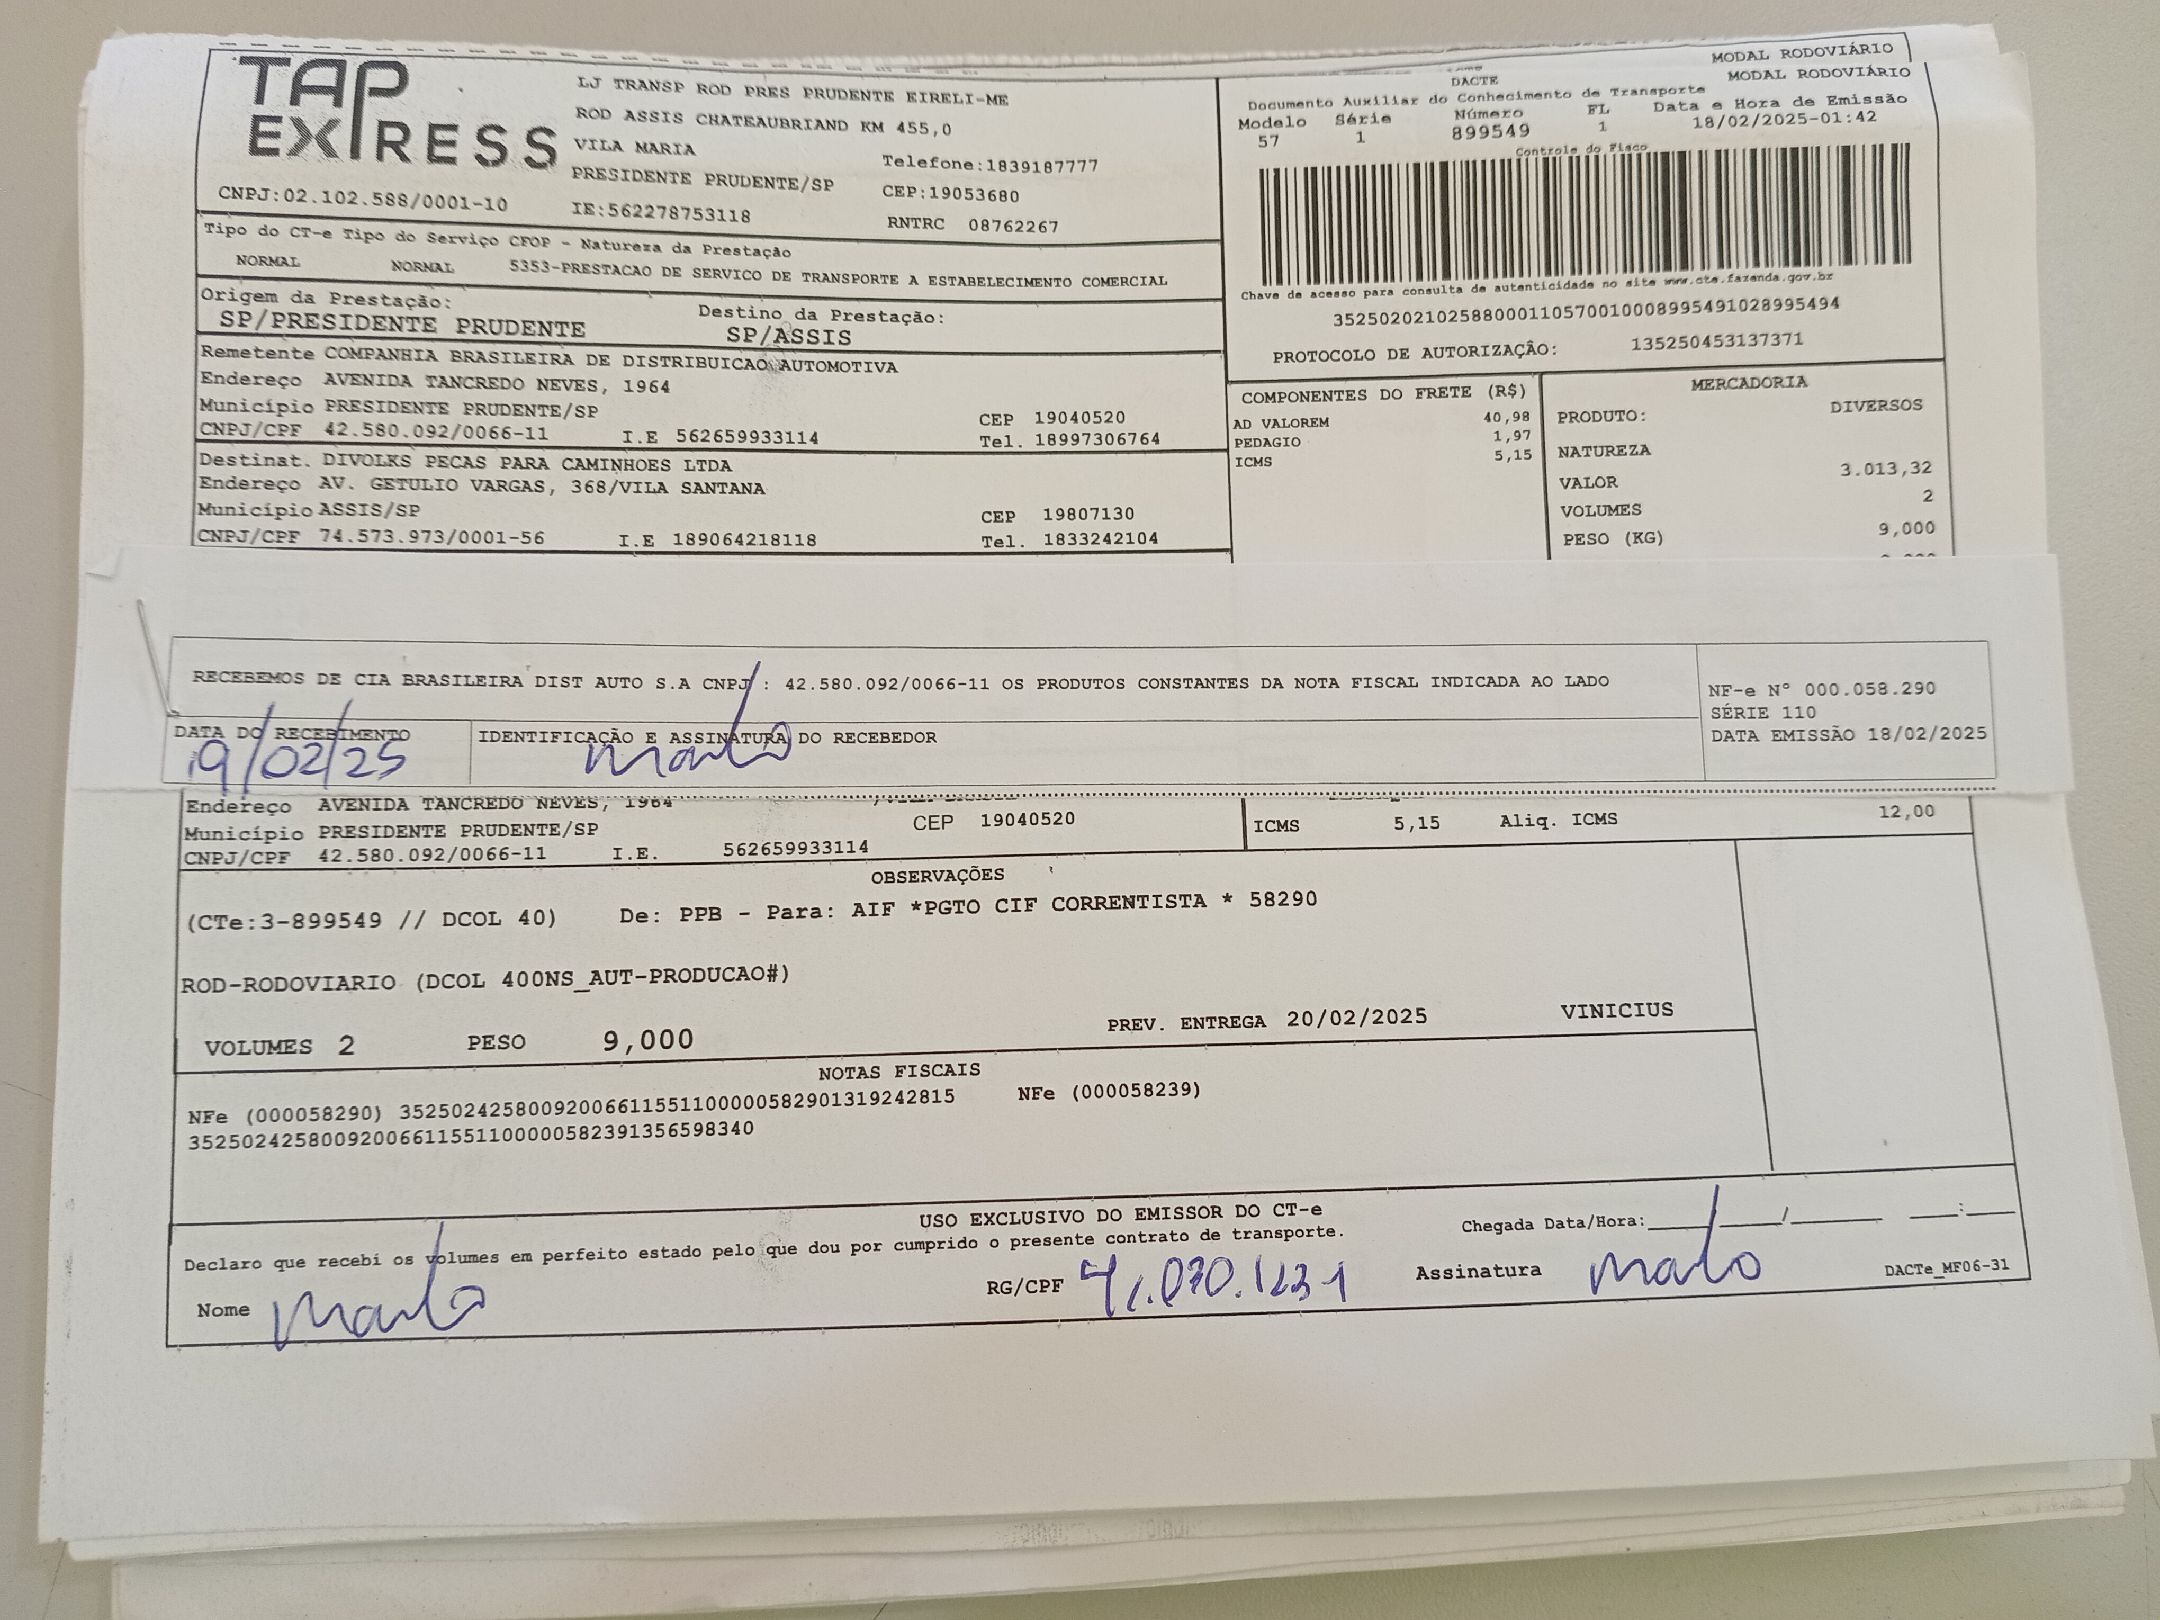 TAP
EXPRESS
CNPJ:02.102.588/0001-10
LJ TRANSP ROD PRES PRUDENTE EIRELI-ME
ROD ASSIS CHATEAUBRIAND KM 455,0
VILA MARIA
Telefone:1839187777
PRESIDENTE PRUDENTE/SP
CEP:19053680
IE:562278753118
RNTRC 08762267
MODAL RODOVIÁRIO
MODAL RODOVIÁRIO
DACTE
Documento Auxiliar do Conhecimento de Transporte
Modelo Série Número FL Data e Hora de Emissão
57 1 899549 1 18/02/2025-01:42
Controle do Fisco
Chave de acesso para consulta de autenticidade no site www.cte.fazenda.gov.br
35250202102588000110570010008995491028995494
PROTOCOLO DE AUTORIZAÇÃO: 135250453137371
Tipo do CT-e Tipo do Serviço CFOP - Natureza da Prestação
NORMAL NORMAL 5353-PRESTACAO DE SERVICO DE TRANSPORTE A ESTABELECIMENTO COMERCIAL
Origem da Prestação: Destino da Prestação:
SP/PRESIDENTE PRUDENTE SP/ASSIS
Remetente COMPANHIA BRASILEIRA DE DISTRIBUICAO AUTOMOTIVA
Endereço AVENIDA TANCREDO NEVES, 1964
Município PRESIDENTE PRUDENTE/SP CEP 19040520
CNPJ/CPF 42.580.092/0066-11 I.E 562659933114 Tel. 18997306764
Destinat. DIVOLKS PECAS PARA CAMINHOES LTDA
Endereço AV. GETULIO VARGAS, 368/VILA SANTANA
Município ASSIS/SP CEP 19807130
CNPJ/CPF 74.573.973/0001-56 I.E 189064218118 Tel. 1833242104
COMPONENTES DO FRETE (R$)
AD VALOREM 40,98
PEDAGIO 1,97
ICMS 5,15
MERCADORIA
PRODUTO: DIVERSOS
NATUREZA
VALOR 3.013,32
VOLUMES 2
PESO (KG) 9,000
RECEBEMOS DE CIA BRASILEIRA DIST AUTO S.A CNPJ : 42.580.092/0066-11 OS PRODUTOS CONSTANTES DA NOTA FISCAL INDICADA AO LADO
NF-e Nº 000.058.290
SÉRIE 110
DATA EMISSÃO 18/02/2025
DATA DO RECEBIMENTO
19/02/25
IDENTIFICAÇÃO E ASSINATURA DO RECEBEDOR
Endereço AVENIDA TANCREDO NEVES, 1964
Município PRESIDENTE PRUDENTE/SP CEP 19040520
CNPJ/CPF 42.580.092/0066-11 I.E. 562659933114
ICMS 5,15 Aliq. ICMS 12,00
OBSERVAÇÕES
(CTe:3-899549 // DCOL 40) De: PPB - Para: AIF *PGTO CIF CORRENTISTA * 58290
ROD-RODOVIARIO (DCOL 400NS_AUT-PRODUCAO#)
VOLUMES 2 PESO 9,000 PREV. ENTREGA 20/02/2025 VINICIUS
NOTAS FISCAIS
NFe (000058290) 35250242580092006611551100000582901319242815 NFe (000058239)
35250242580092006611551100000582391356598340
USO EXCLUSIVO DO EMISSOR DO CT-e
Declaro que recebi os volumes em perfeito estado pelo que dou por cumprido o presente contrato de transporte.
Chegada Data/Hora:____/____/____ __:__
Nome
RG/CPF
Assinatura
DACTe_MF06-31